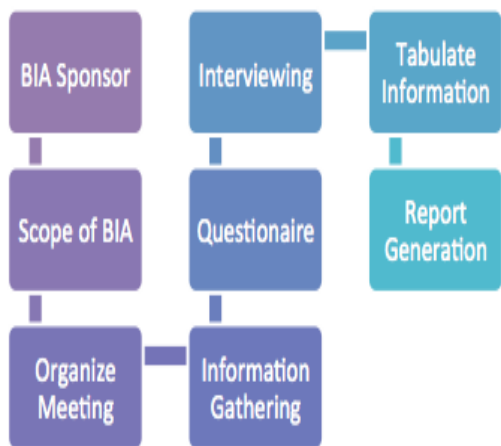 BIA Sponsor
Scope of BIA
Organize
Meeting
Information
Gathering
Questionaire
Interviewing
Tabulate
Information
Report
Generation